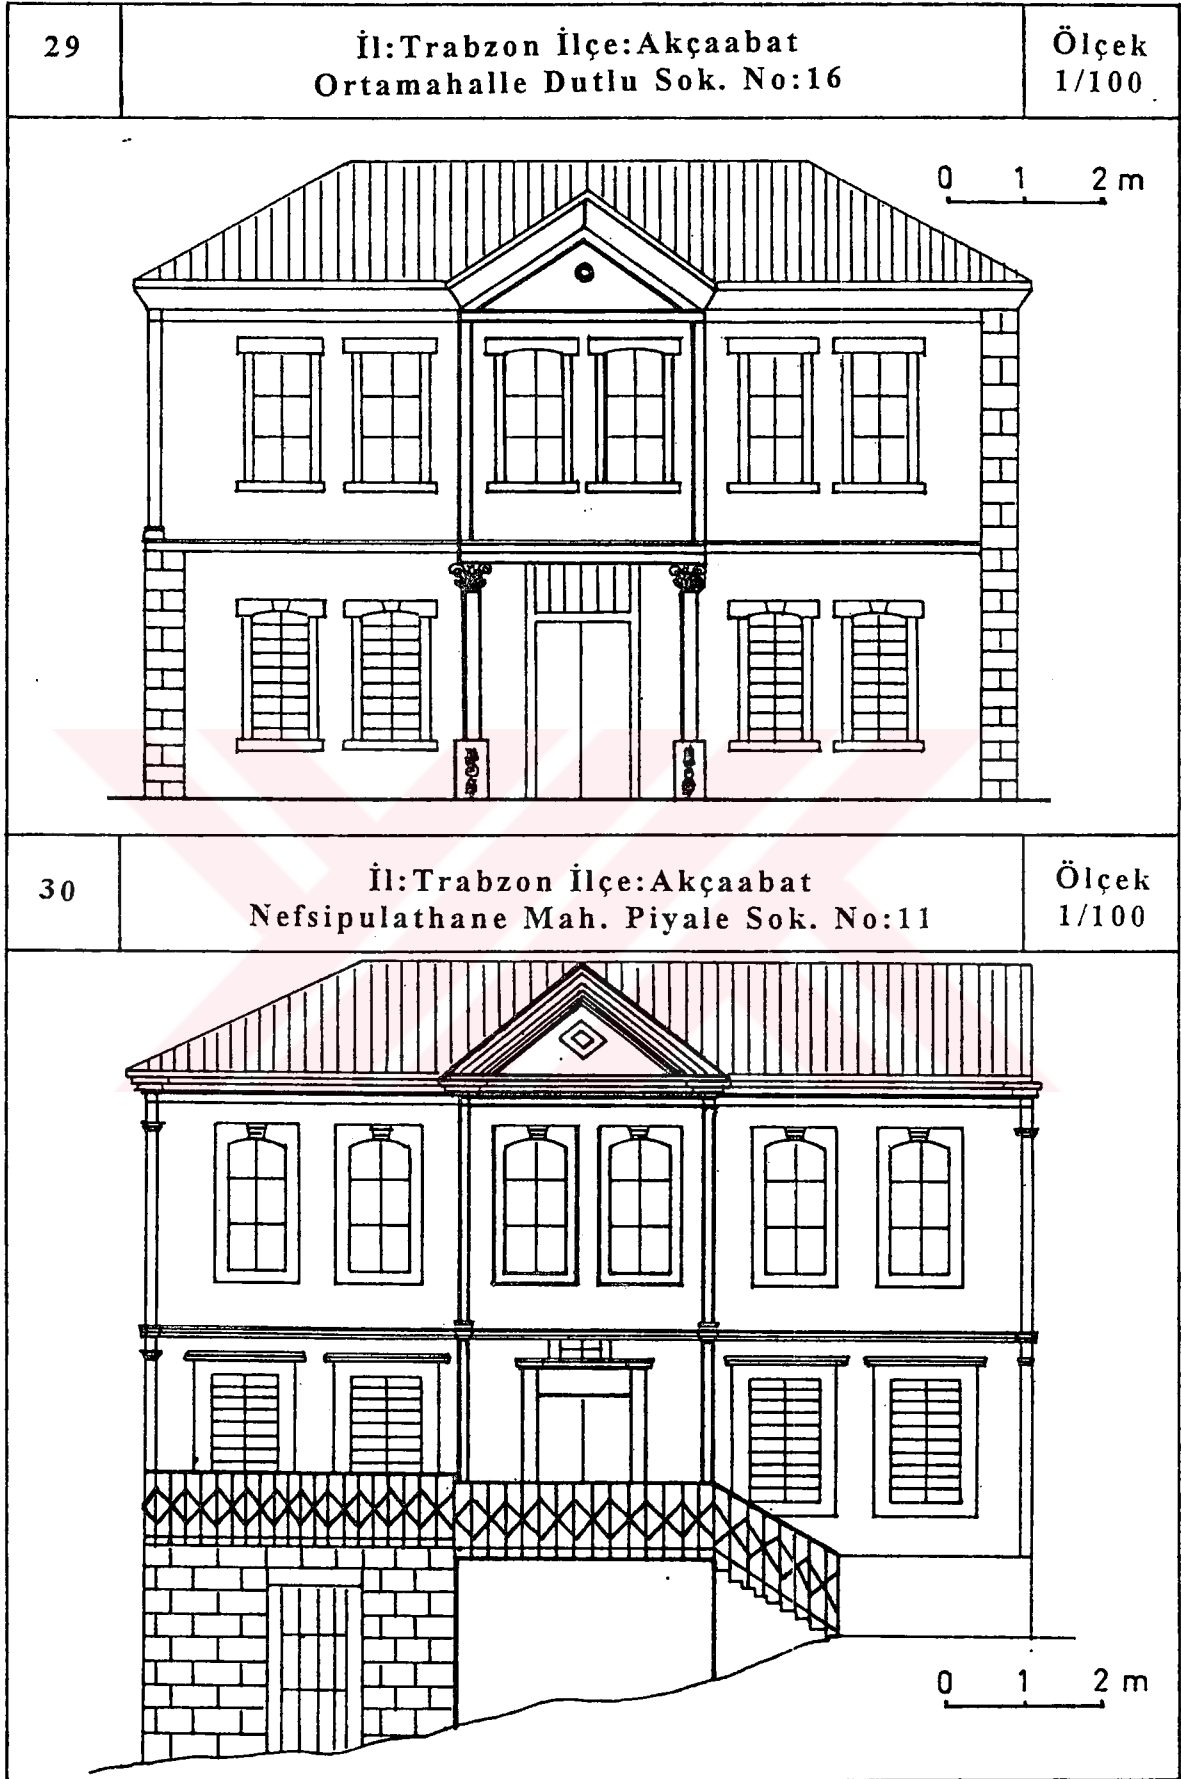 29
İl:Trabzon İlçe:Akçaabat
Ortamahalle Dutlu Sok. No:16
Ölçek
1/100
0 1 2 m
30
İl:Trabzon İlçe:Akçaabat
Nefsipulathane Mah. Piyale Sok. No:11
Ölçek
1/100
0 1 2 m